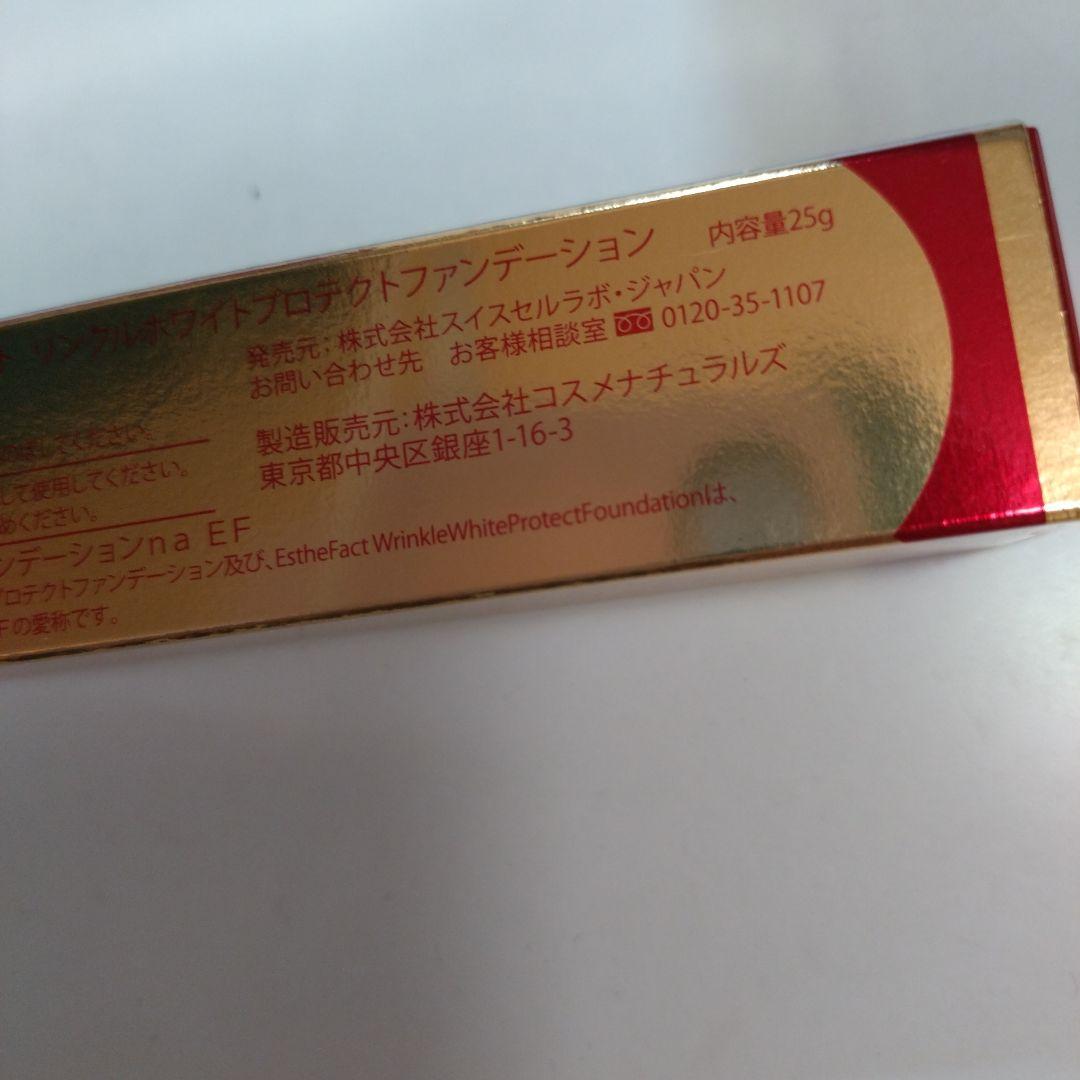 リンクルホワイトプロテクトファンデーション 内容量25g
発売元；株式会社スイスセルラボ・ジャパン
お問い合わせ先 お客様相談室 0120-35-1107
製造販売元：株式会社コスメナチュラルズ
東京都中央区銀座1-16-3
してください。
して使用してください。
めください。
ンデーションna EF
プロテクトファンデーション及び、EstheFact WrinkleWhiteProtectFoundationは、
Fの愛称です。